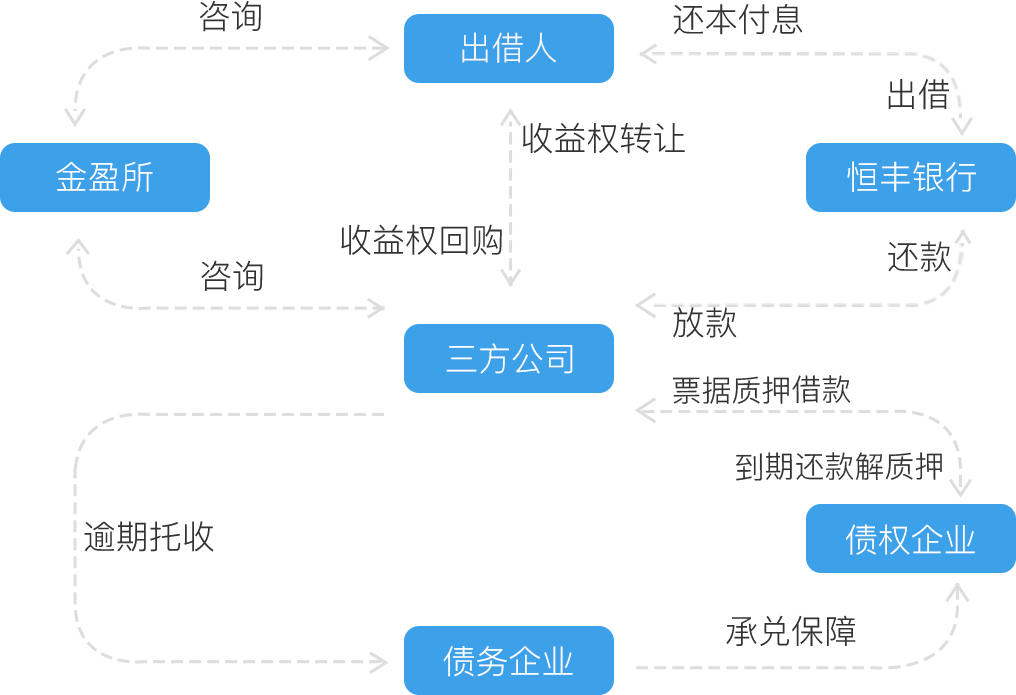 咨询
还本付息
出借人
出借
收益权转让
金盈所
恒丰银行
收益权回购
还款
咨询
放款
三方公司
票据质押借款
到期还款解质押
逾期托收
债权企业
承兑保障
债务企业